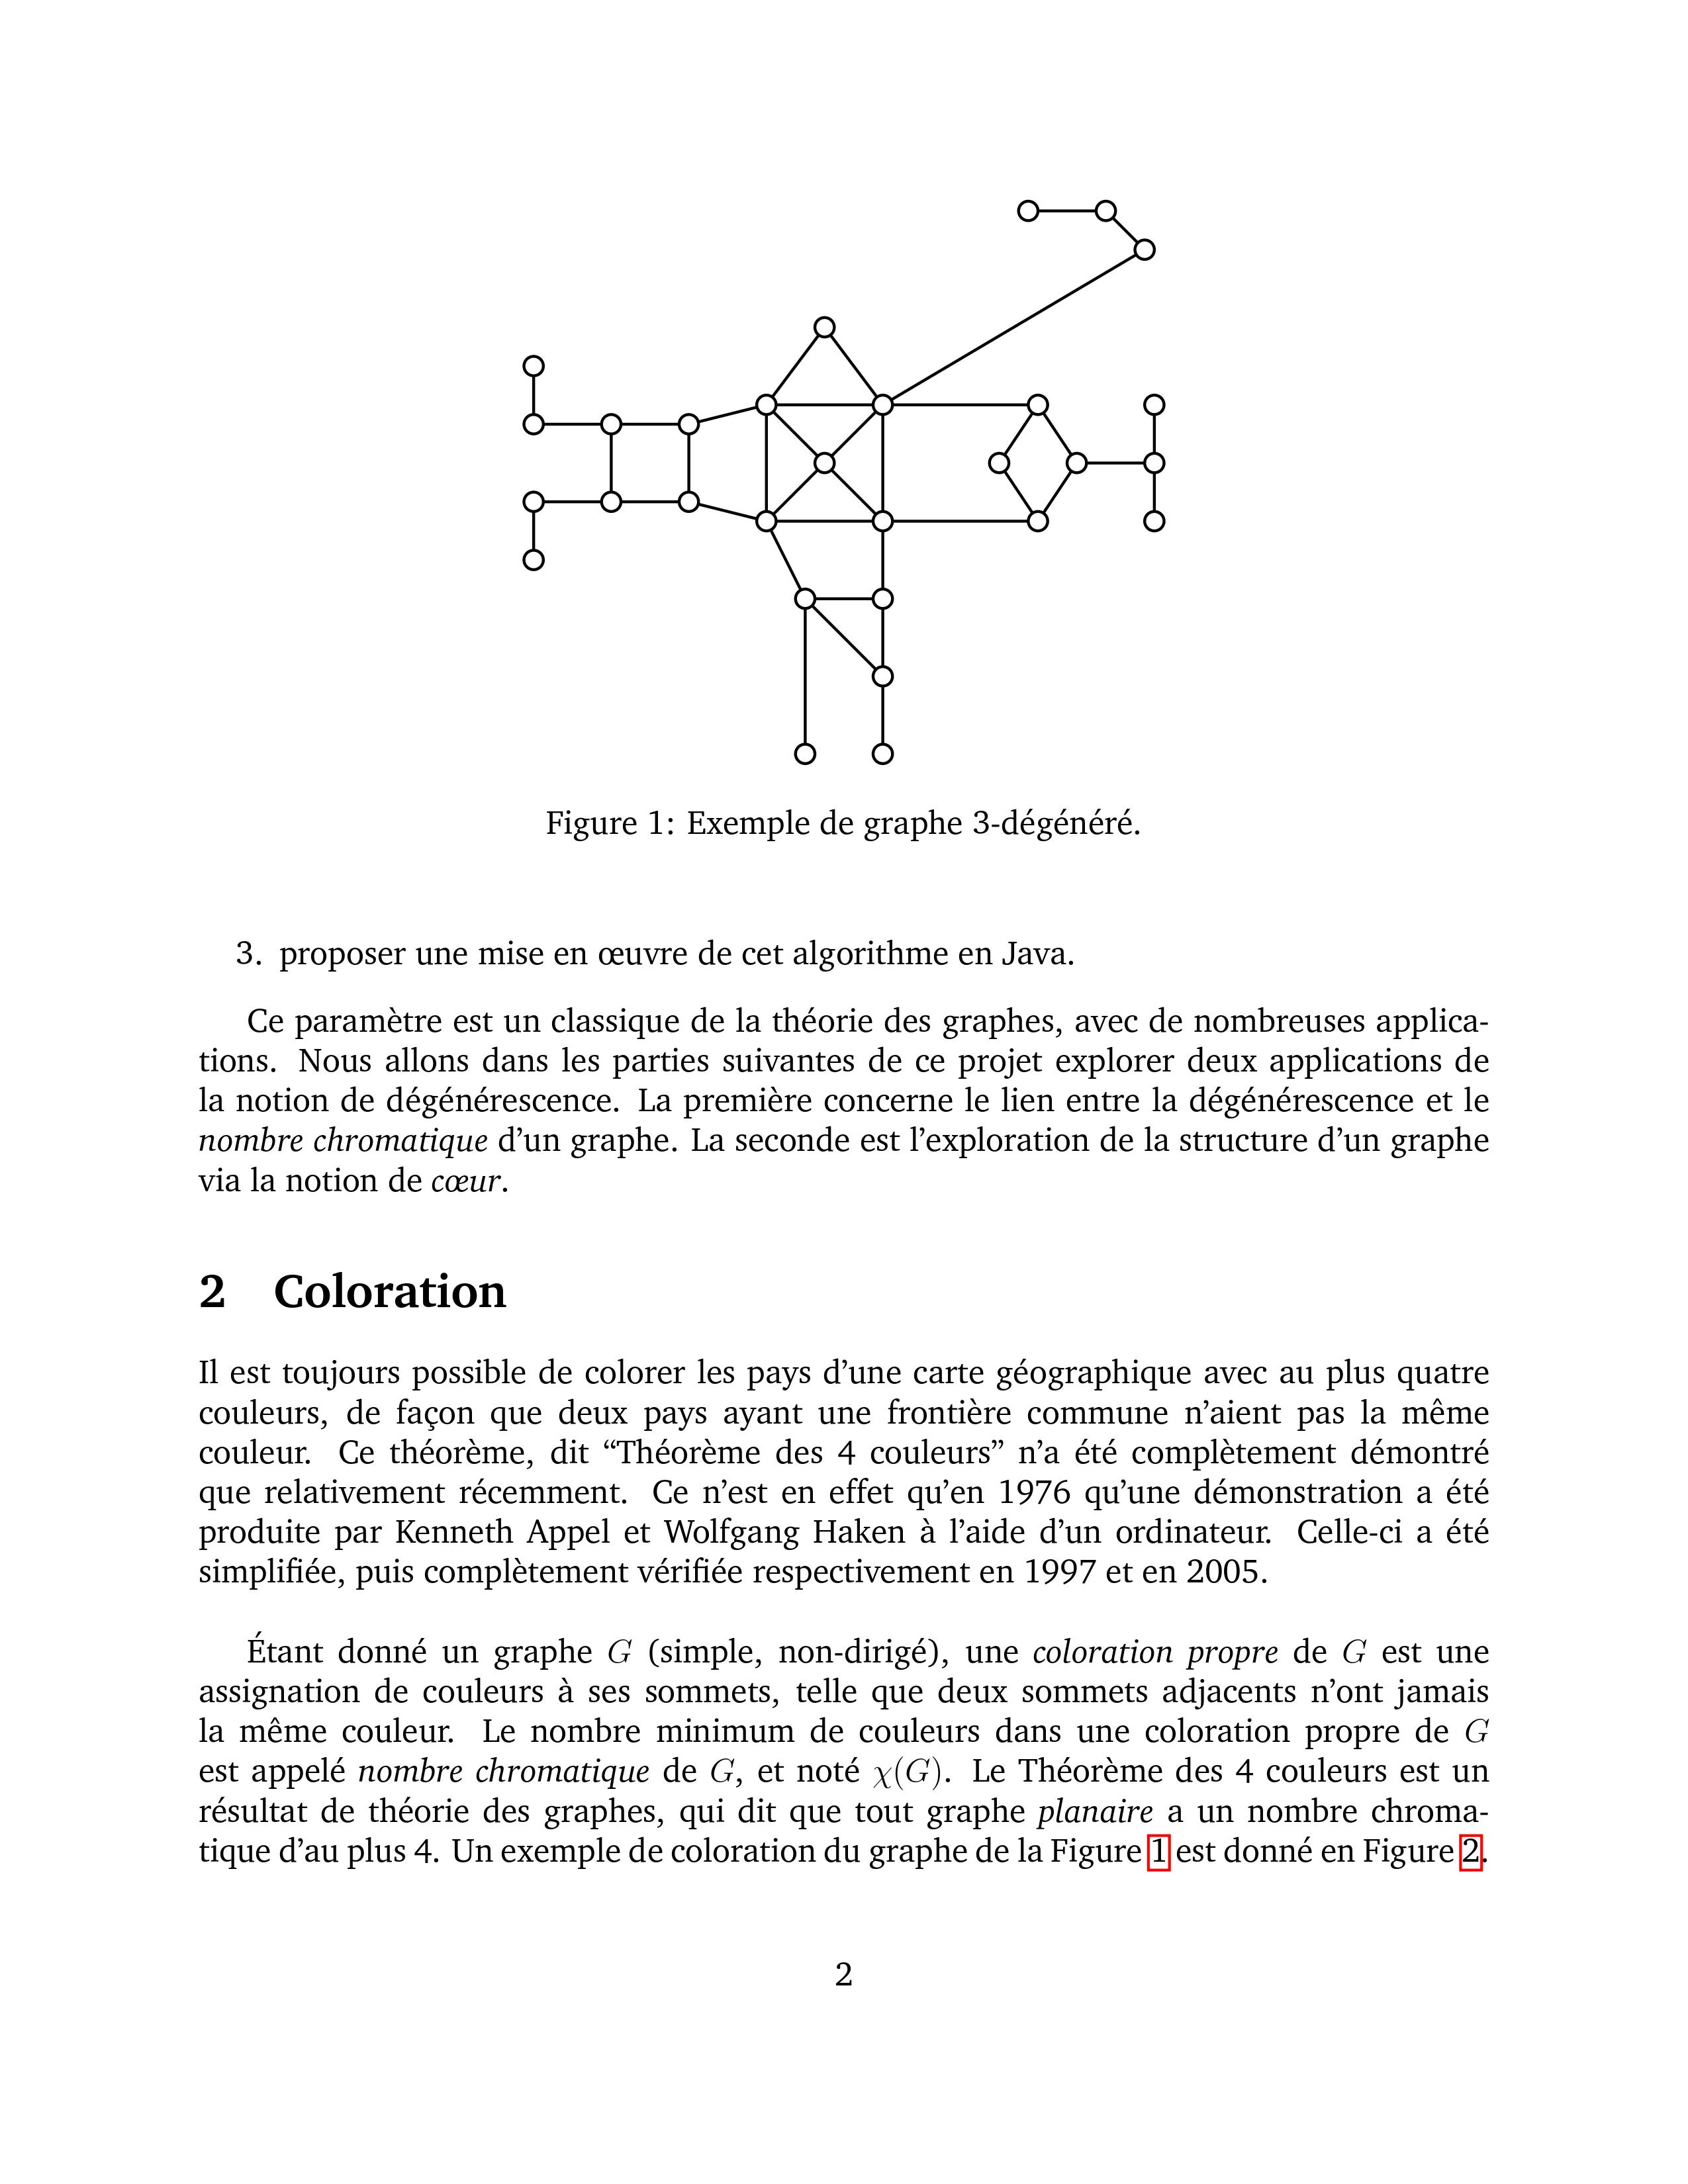 Figure 1: Exemple de graphe 3-dégénéré.
3. proposer une mise en œuvre de cet algorithme en Java.
Ce paramètre est un classique de la théorie des graphes, avec de nombreuses applica-
tions. Nous allons dans les parties suivantes de ce projet explorer deux applications de
la notion de dégénérescence. La première concerne le lien entre la dégénérescence et le
nombre chromatique d'un graphe. La seconde est l'exploration de la structure d'un graphe
via la notion de cœur.
2 Coloration
Il est toujours possible de colorer les pays d'une carte géographique avec au plus quatre
couleurs, de façon que deux pays ayant une frontière commune n'aient pas la même
couleur. Ce théorème, dit “Théorème des 4 couleurs” n'a été complètement démontré
que relativement récemment. Ce n'est en effet qu'en 1976 qu'une démonstration a été
produite par Kenneth Appel et Wolfgang Haken à l'aide d'un ordinateur. Celle-ci a été
simplifiée, puis complètement vérifiée respectivement en 1997 et en 2005.
Étant donné un graphe G (simple, non-dirigé), une coloration propre de G est une
assignation de couleurs à ses sommets, telle que deux sommets adjacents n'ont jamais
la même couleur. Le nombre minimum de couleurs dans une coloration propre de G
est appelé nombre chromatique de G, et noté χ(G). Le Théorème des 4 couleurs est un
résultat de théorie des graphes, qui dit que tout graphe planaire a un nombre chroma-
tique d'au plus 4. Un exemple de coloration du graphe de la Figure 1 est donné en Figure 2.
2